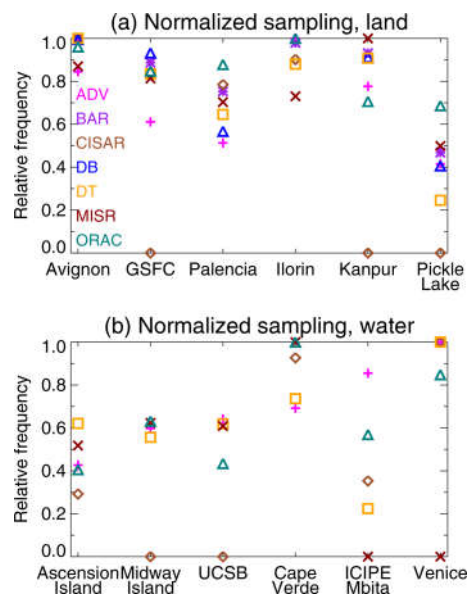 (a) Normalized sampling, land
Relative frequency
1.0
0.8
0.6
0.4
0.2
0.0
ADV
BAR
CISAR
DB
DT
MISR
ORAC
Avignon GSFC Palencia Ilorin Kanpur Pickle
Lake
(b) Normalized sampling, water
Relative frequency
1.0
0.8
0.6
0.4
0.2
0.0
Ascension Midway UCSB Cape ICIPE Venice
Island Island Verde Mbita